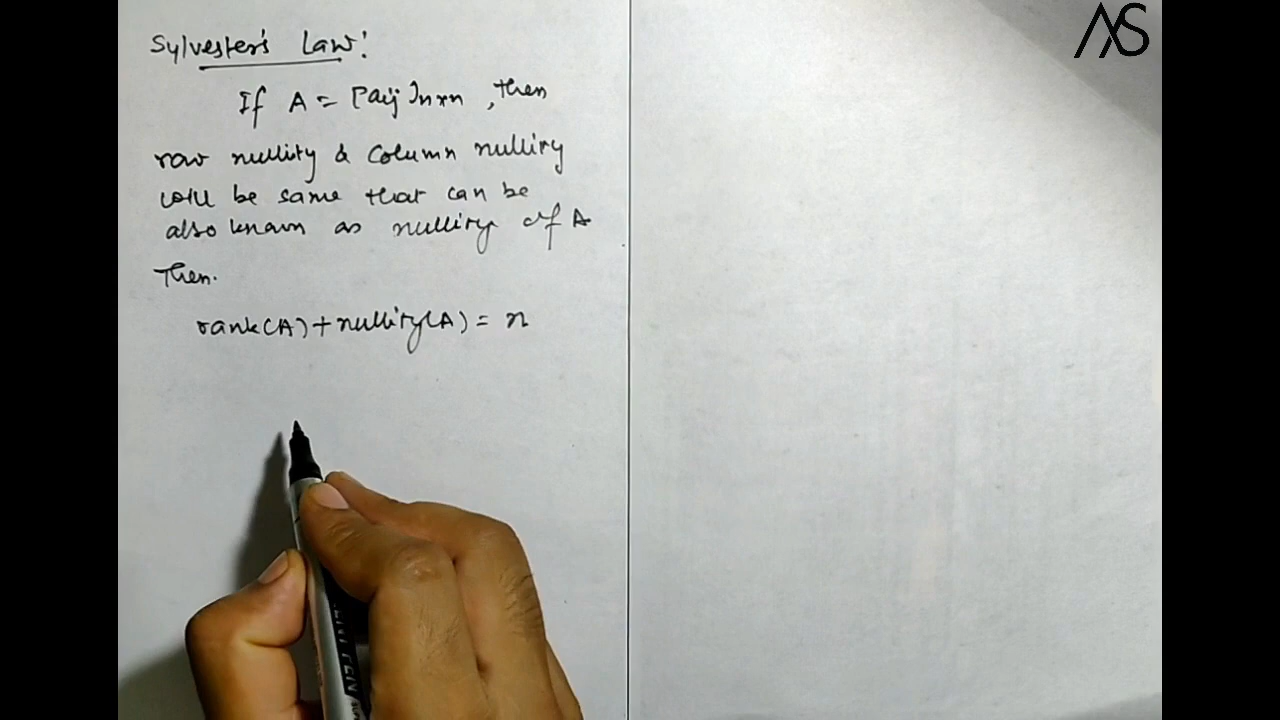 Sylvester's Law:
If A = [aij]nxn, then
row nullity & column nullity
will be same that can be
also known as nullity of A
Then.
rank(A) + nullity(A) = n
AS